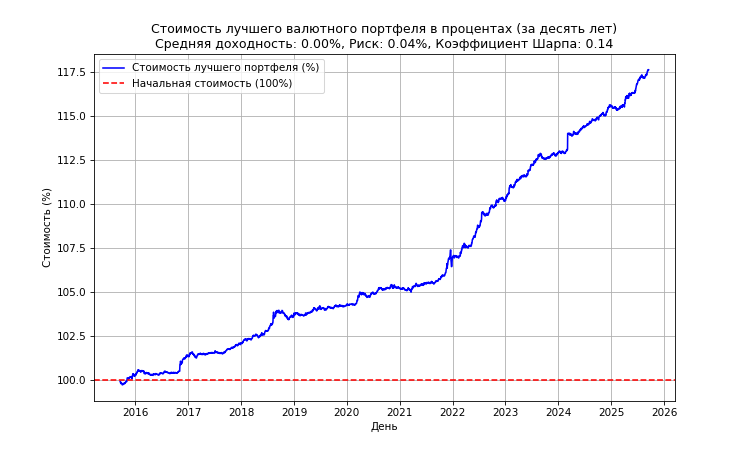 Стоимость лучшего валютного портфеля в процентах (за десять лет)
Средняя доходность: 0.00%, Риск: 0.04%, Коэффициент Шарпа: 0.14
Стоимость лучшего портфеля (%)
Начальная стоимость (100%)
Стоимость (%)
117.5
115.0
112.5
110.0
107.5
105.0
102.5
100.0
2016 2017 2018 2019 2020 2021 2022 2023 2024 2025 2026
День